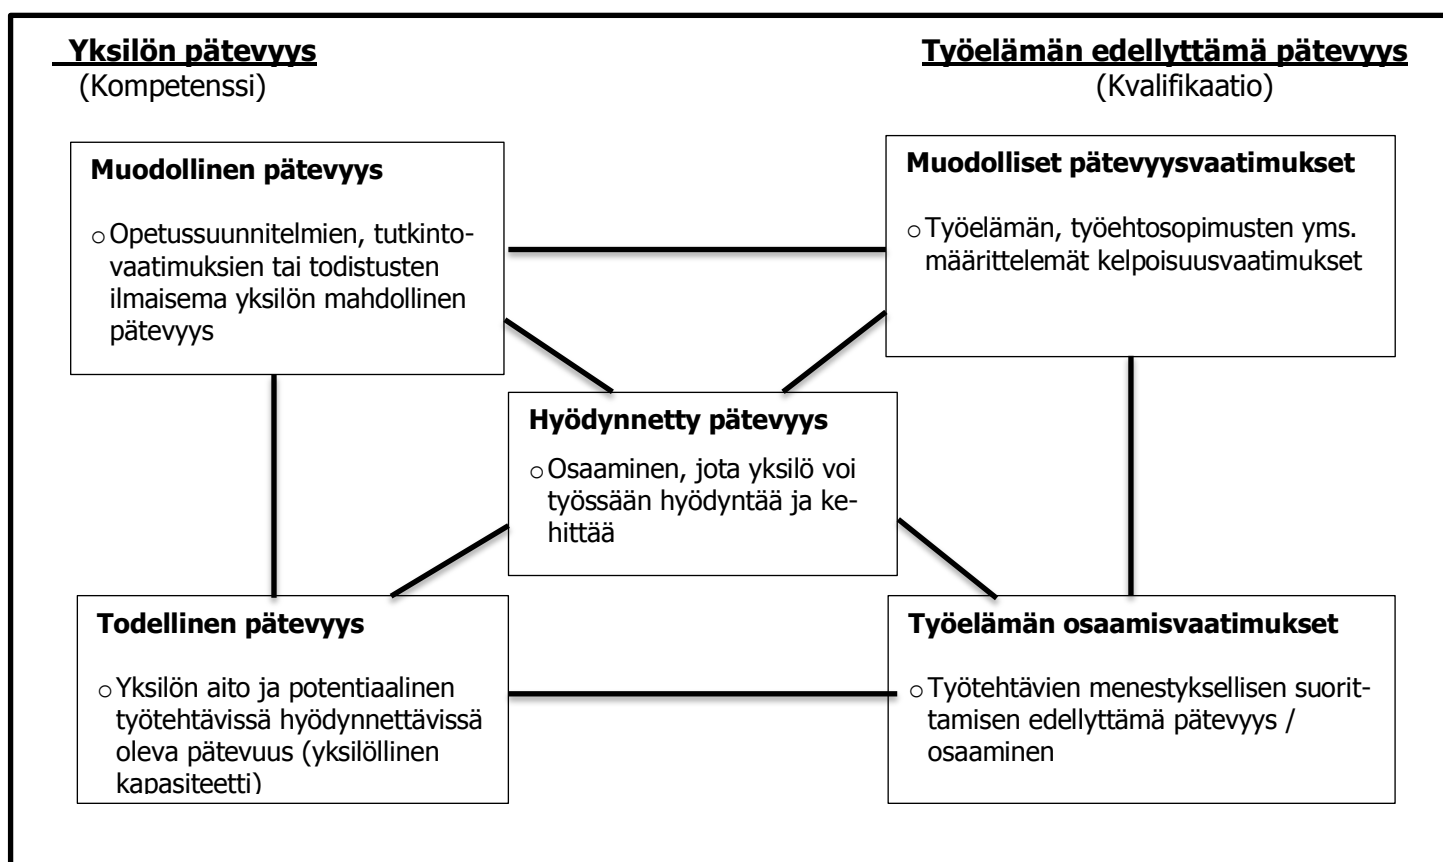 Yksilön pätevyys
(Kompetenssi)
Työelämän edellyttämä pätevyys
(Kvalifikaatio)
Muodollinen pätevyys
○ Opetussuunnitelmien, tutkinto-
vaatimuksien tai todistusten
ilmaisema yksilön mahdollinen
pätevyys
Muodolliset pätevyysvaatimukset
○ Työelämän, työehtosopimusten yms.
määrittelemät kelpoisuusvaatimukset
Hyödynnetty pätevyys
○ Osaaminen, jota yksilö voi
työssään hyödyntää ja ke-
hittää
Todellinen pätevyys
○ Yksilön aito ja potentiaalinen
työtehtävissä hyödynnettävissä
oleva pätevuus (yksilöllinen
kapasiteetti)
Työelämän osaamisvaatimukset
○ Työtehtävien menestyksellisen suorit-
tamisen edellyttämä pätevyys /
osaaminen